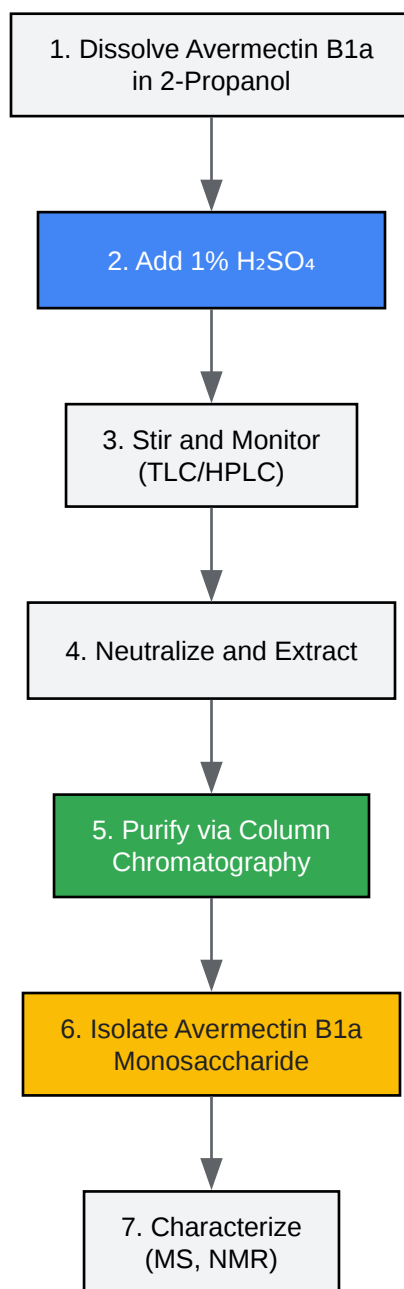 1. Dissolve Avermectin B1a
in 2-Propanol
2. Add 1% H₂SO₄
3. Stir and Monitor
(TLC/HPLC)
4. Neutralize and Extract
5. Purify via Column
Chromatography
6. Isolate Avermectin B1a
Monosaccharide
7. Characterize
(MS, NMR)